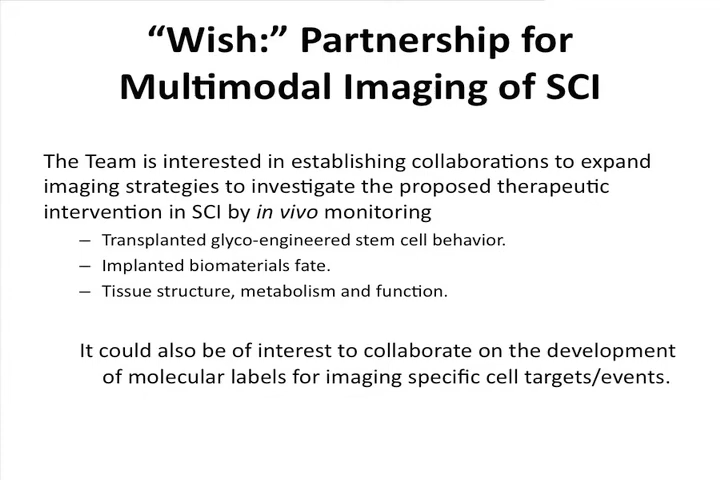 “Wish:” Partnership for
Multimodal Imaging of SCI
The Team is interested in establishing collaborations to expand
imaging strategies to investigate the proposed therapeutic
intervention in SCI by in vivo monitoring
– Transplanted glyco-engineered stem cell behavior.
– Implanted biomaterials fate.
– Tissue structure, metabolism and function.
It could also be of interest to collaborate on the development
of molecular labels for imaging specific cell targets/events.